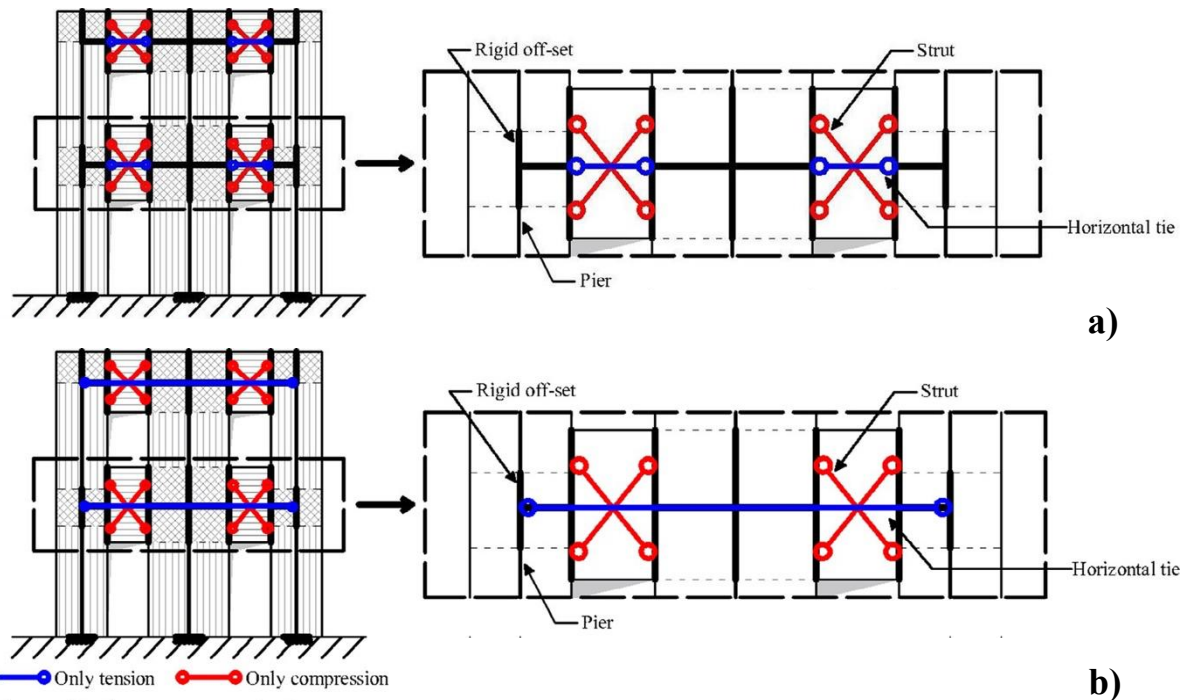 Rigid off-set
Strut
Horizontal tie
Pier
a)
Rigid off-set
Strut
Horizontal tie
Pier
Only tension
Only compression
b)